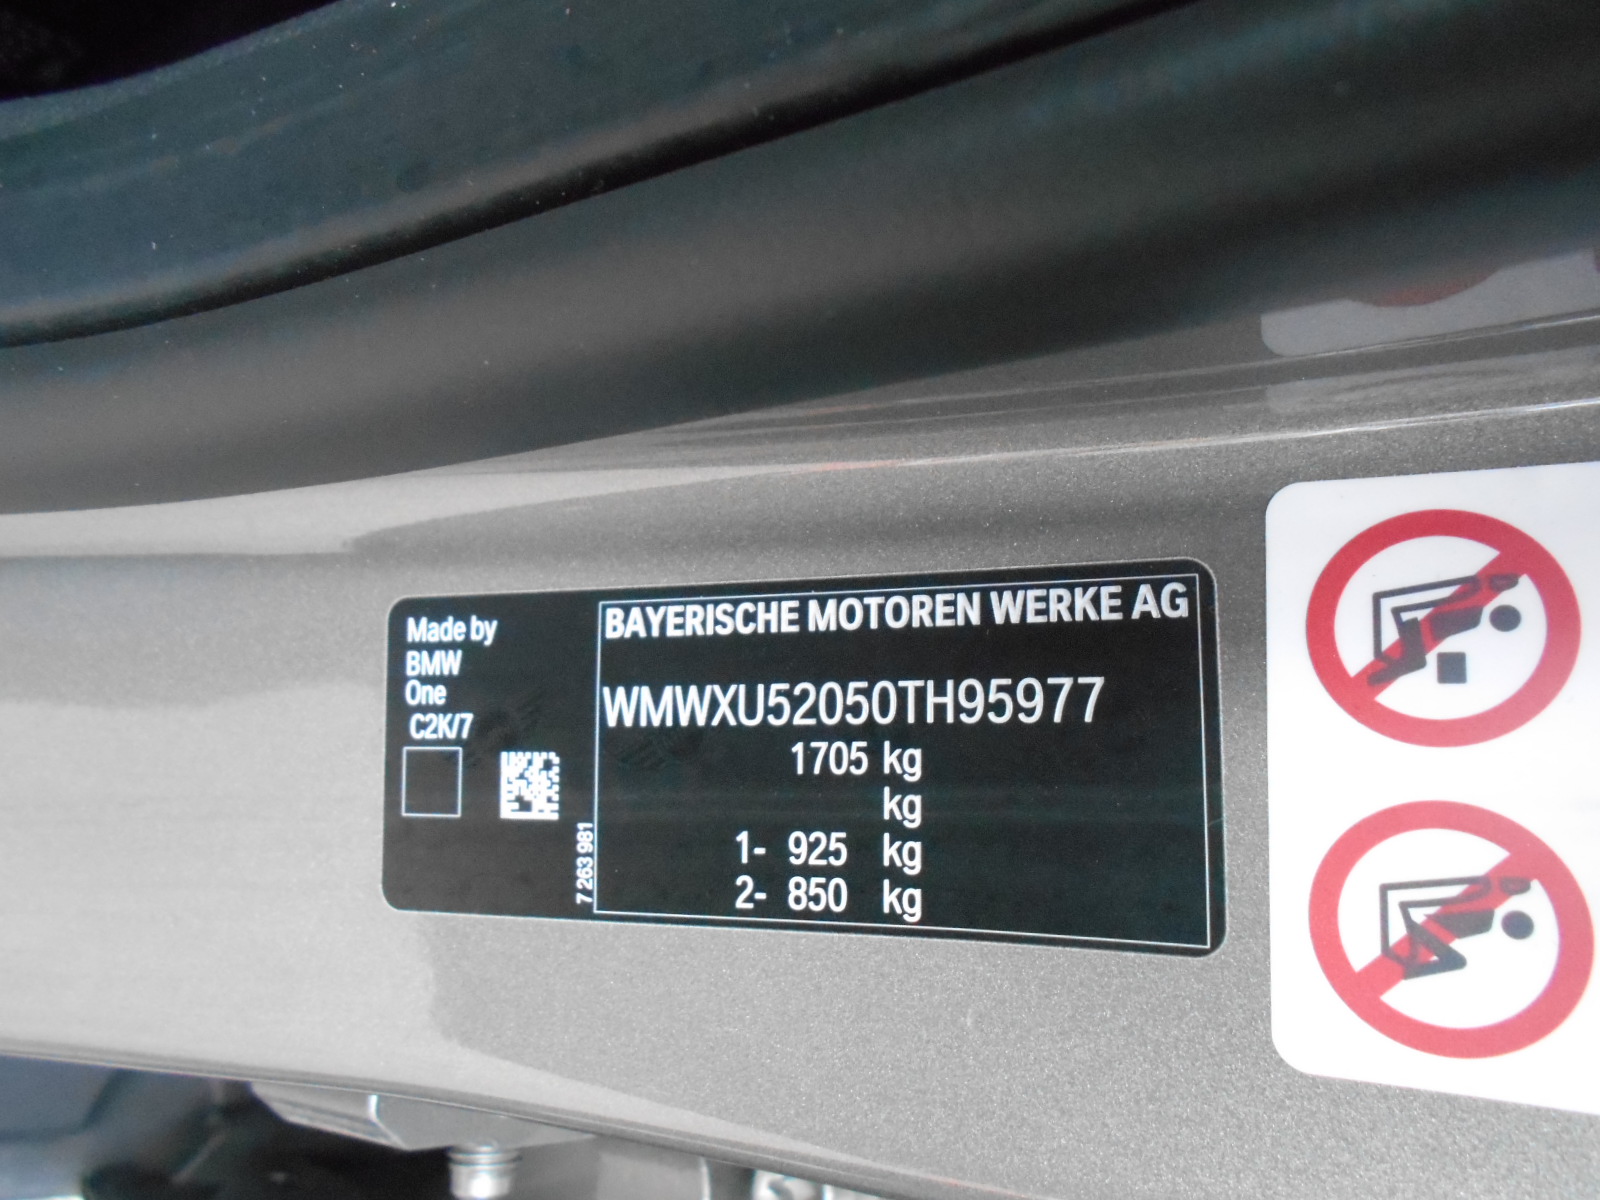 Made by
BMW
One
C2K/7
7 263 981
BAYERISCHE MOTOREN WERKE AG
WMWXU52050TH95977
1705 kg
kg
1- 925 kg
2- 850 kg